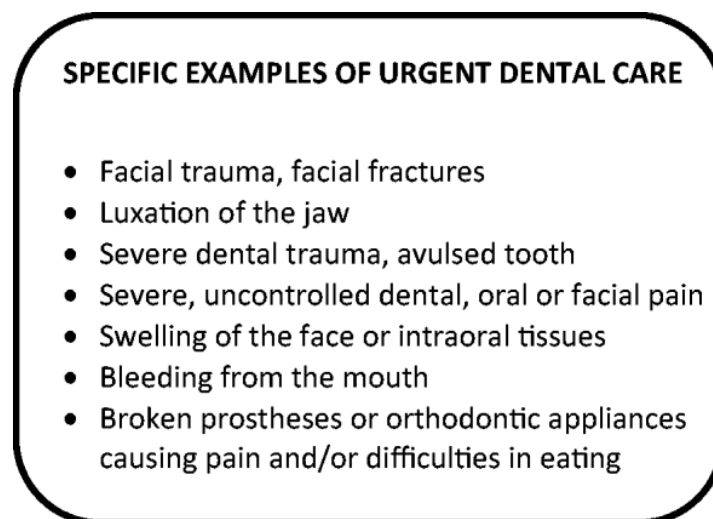 SPECIFIC EXAMPLES OF URGENT DENTAL CARE
• Facial trauma, facial fractures
• Luxation of the jaw
• Severe dental trauma, avulsed tooth
• Severe, uncontrolled dental, oral or facial pain
• Swelling of the face or intraoral tissues
• Bleeding from the mouth
• Broken prostheses or orthodontic appliances
causing pain and/or difficulties in eating